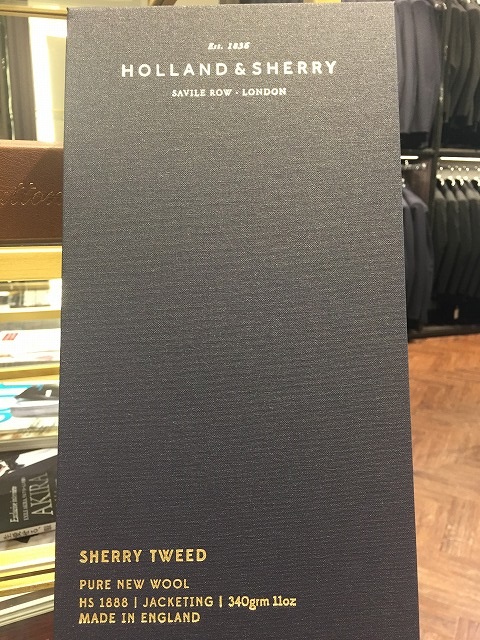 Est. 1836
HOLLAND & SHERRY
SAVILE ROW - LONDON
AKIRA
SHERRY TWEED
PURE NEW WOOL
HS 1888 | JACKETING | 340grm 11oz
MADE IN ENGLAND